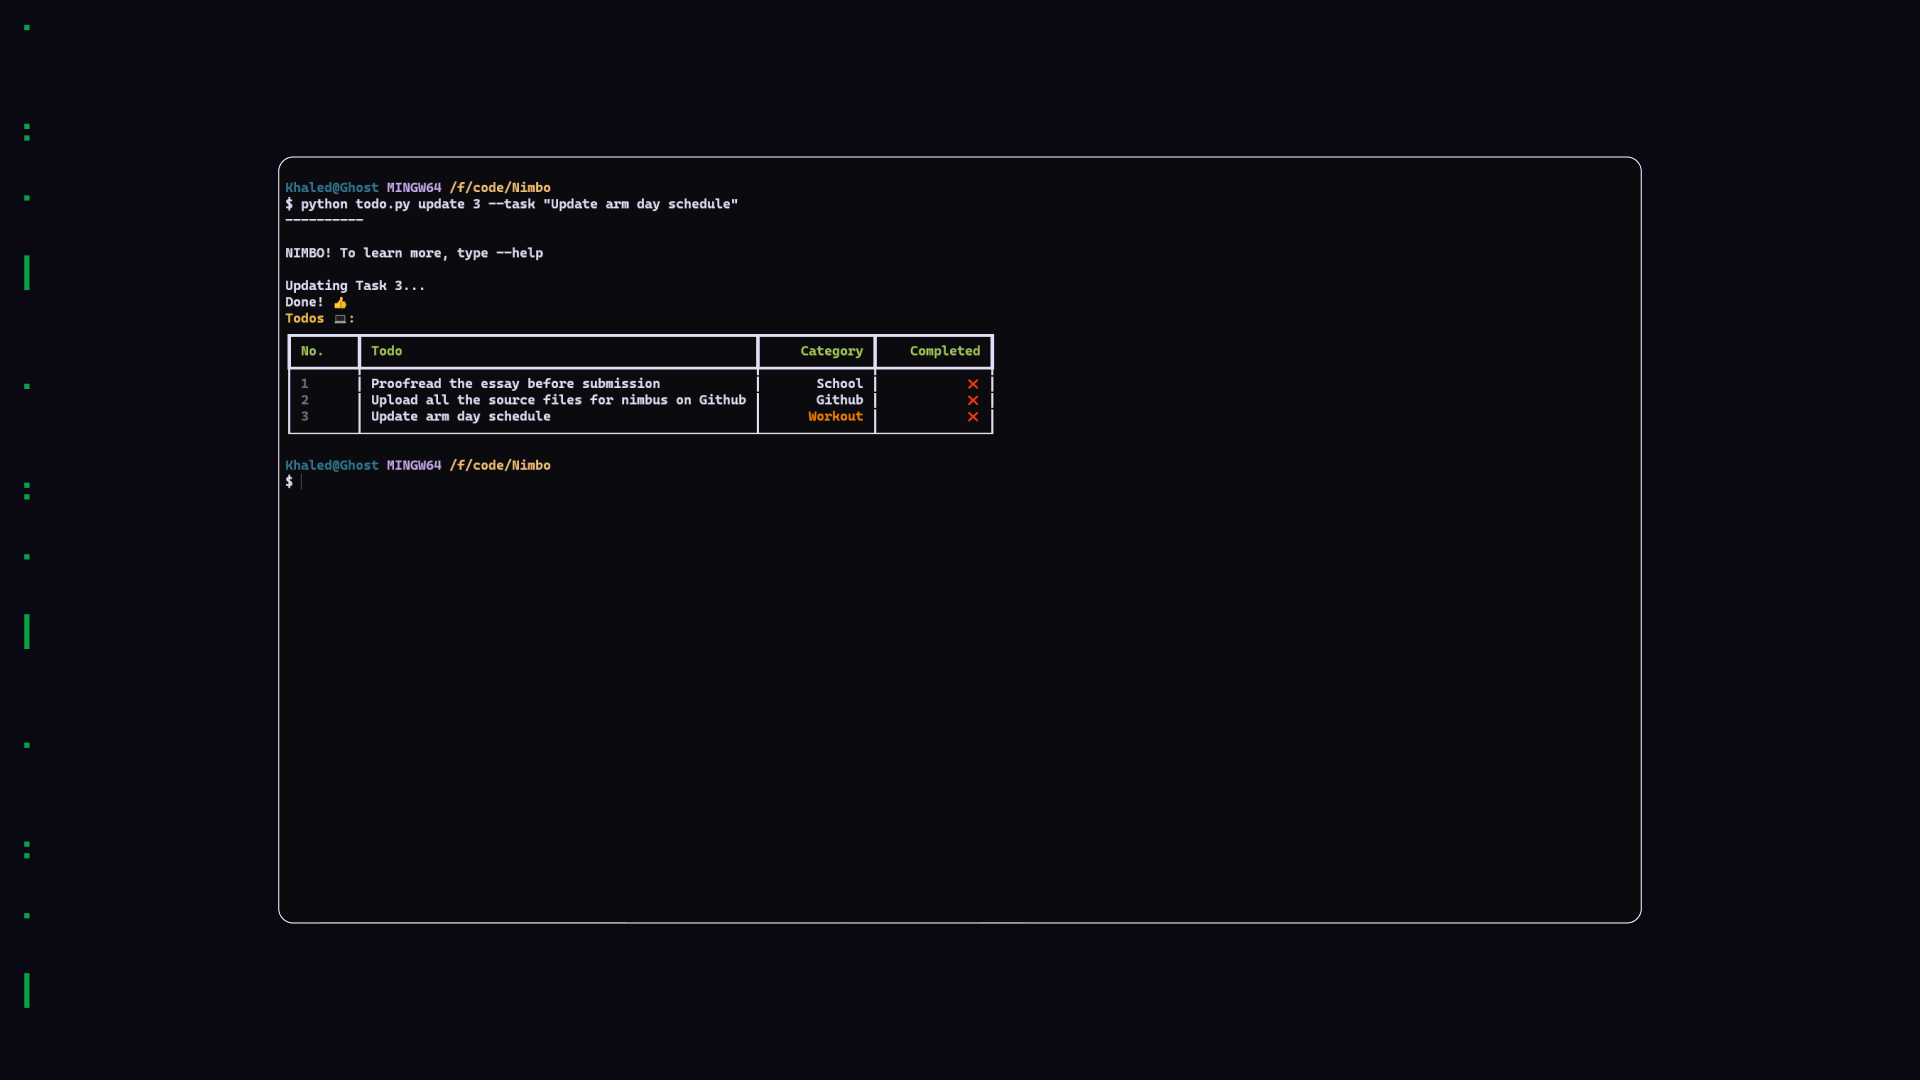 Khaled@Ghost MINGW64 /f/code/Nimbo
$ python todo.py update 3 --task "Update arm day schedule"
----------
NIMBO! To learn more, type --help
Updating Task 3...
Done! 👍
Todos 💻:
No. Todo Category Completed
1 Proofread the essay before submission School ❌
2 Upload all the source files for nimbus on Github Github ❌
3 Update arm day schedule Workout ❌
Khaled@Ghost MINGW64 /f/code/Nimbo
$